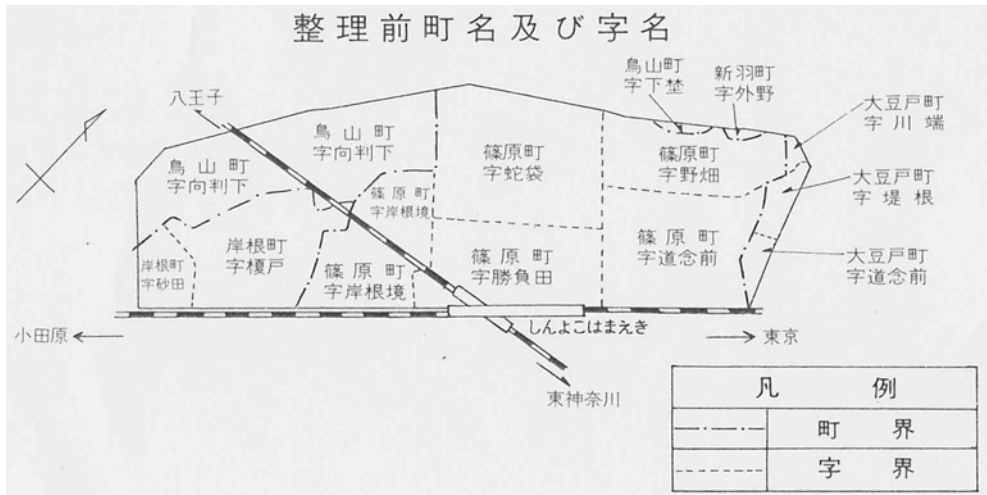 整理前町名及び字名
八王子
鳥山町
字下埜
新羽町
字外野
大豆戸町
字川端
鳥山町
字向判下
鳥山町
字向判下
篠原町
字岸根境
篠原町
字蛇袋
篠原町
字野畑
大豆戸町
字堤根
岸根町
字砂田
岸根町
字榎戸
篠原町
字岸根境
篠原町
字勝負田
篠原町
字道念前
大豆戸町
字道念前
小田原
しんよこはまえき
東京
東神奈川
凡例
町界
字界